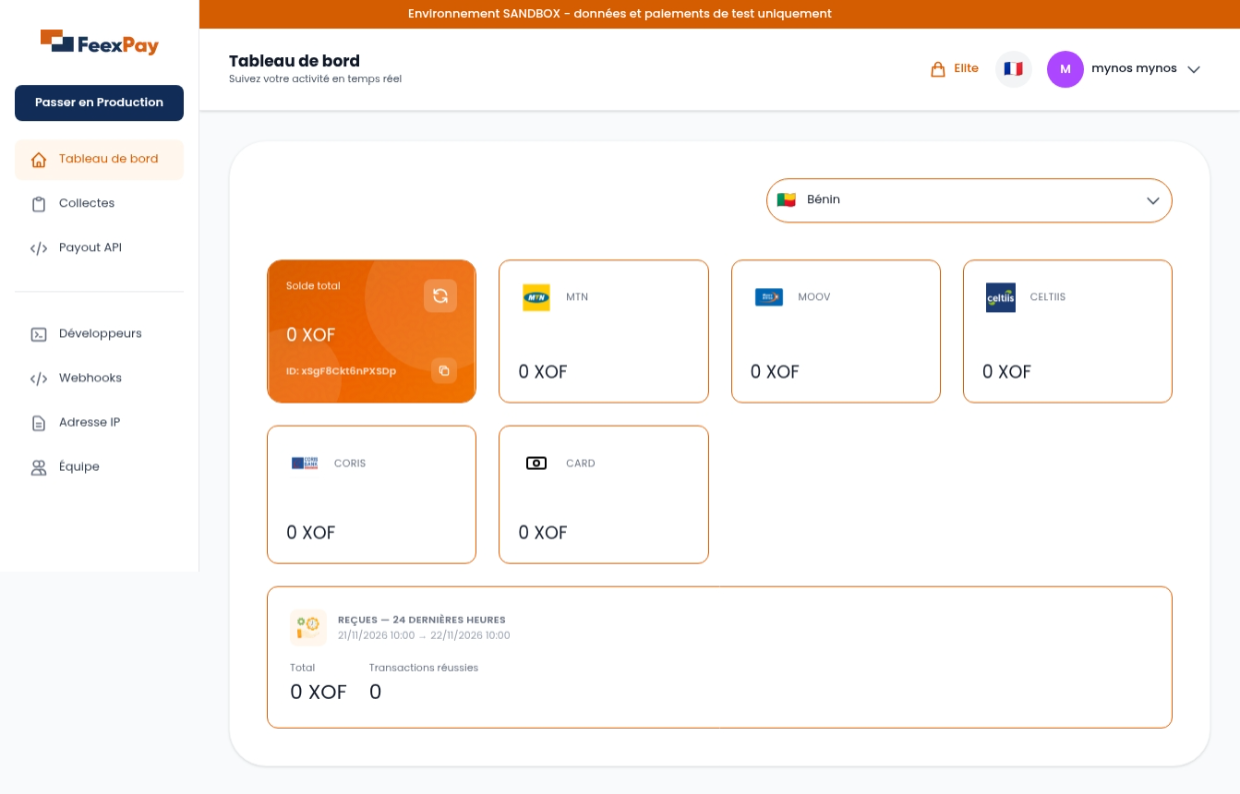 Environnement SANDBOX - données et paiements de test uniquement
FeexPay
Passer en Production
Tableau de bord
Collectes
Payout API
Développeurs
Webhooks
Adresse IP
Équipe
Tableau de bord
Suivez votre activité en temps réel
Elite
M
mynos mynos
Bénin
Solde total
0 XOF
ID: xSgF8Ckt6nPXSDp
MTN
MTN
0 XOF
MOOV
0 XOF
celtiis
CELTIIS
0 XOF
CORIS
0 XOF
CARD
0 XOF
REÇUES — 24 DERNIÈRES HEURES
21/11/2026 10:00 → 22/11/2026 10:00
Total
Transactions réussies
0 XOF
0